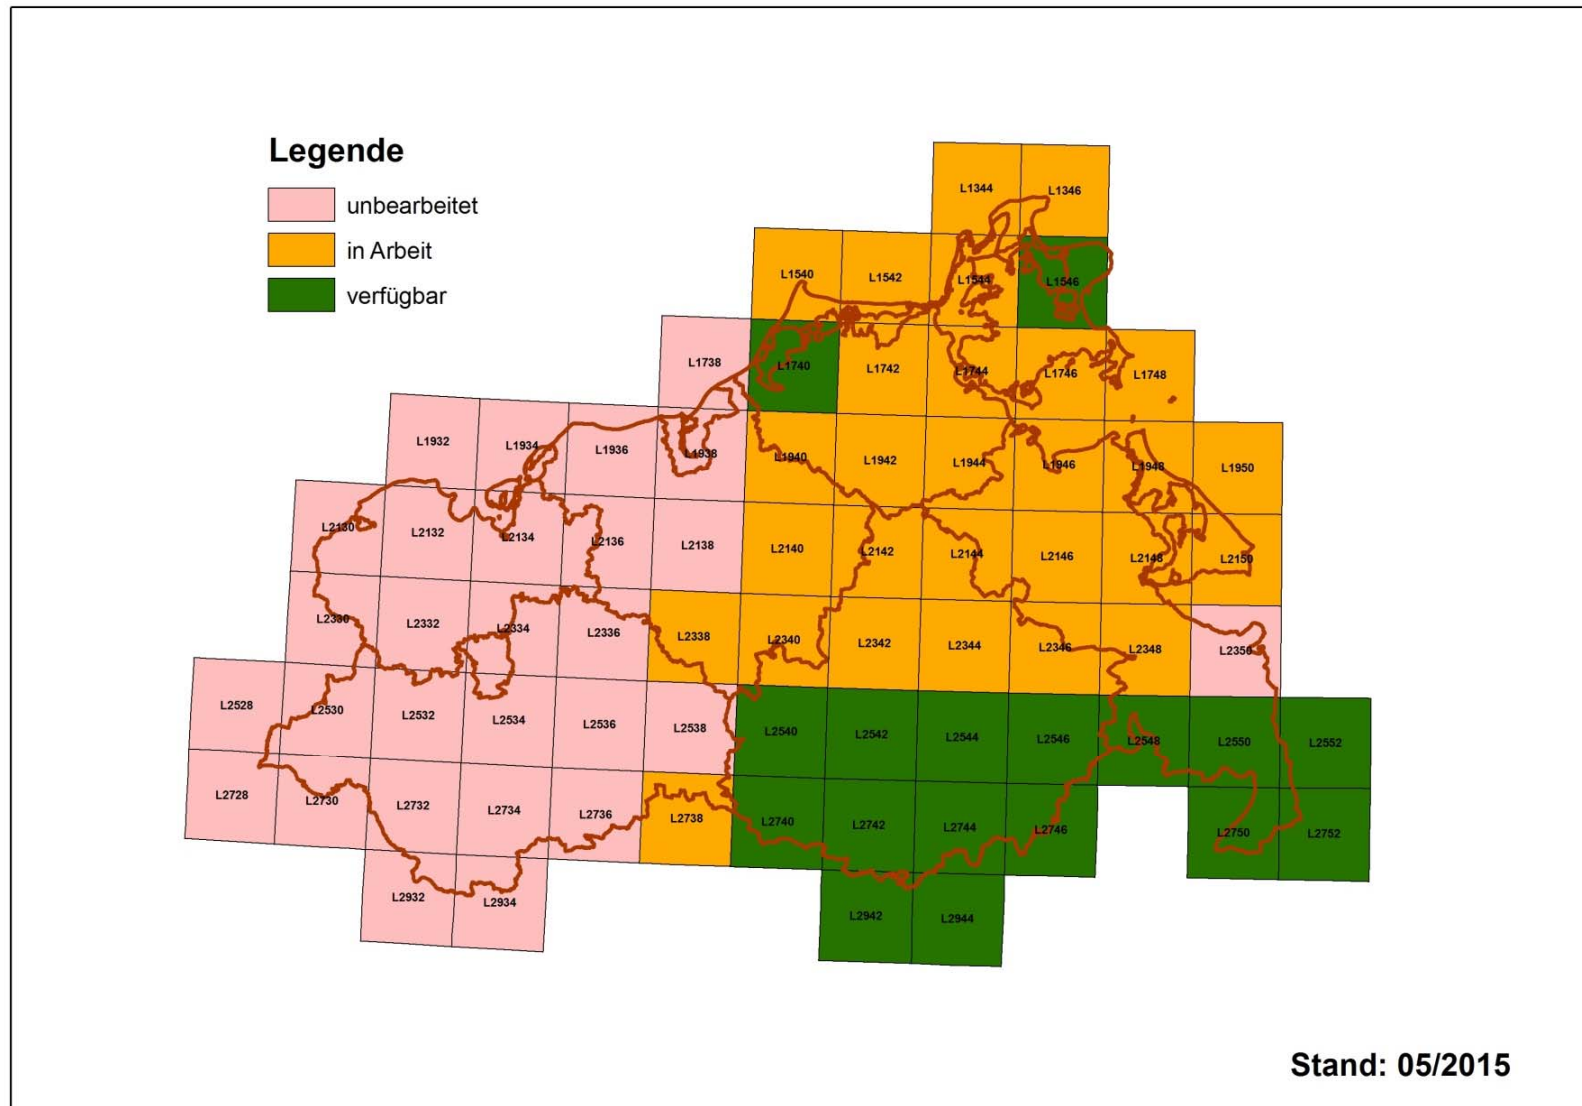 Legende
unbearbeitet
in Arbeit
verfügbar
L1344 L1346
L1540 L1542 L1544 L1546
L1738 L1740 L1742 L1744 L1746 L1748
L1932 L1934 L1936 L1938 L1940 L1942 L1944 L1946 L1948 L1950
L2130 L2132 L2134 L2136 L2138 L2140 L2142 L2144 L2146 L2148 L2150
L2330 L2332 L2334 L2336 L2338 L2340 L2342 L2344 L2346 L2348 L2350
L2528 L2530 L2532 L2534 L2536 L2538 L2540 L2542 L2544 L2546 L2548 L2550 L2552
L2728 L2730 L2732 L2734 L2736 L2738 L2740 L2742 L2744 L2746 L2750 L2752
L2932 L2934 L2942 L2944
Stand: 05/2015